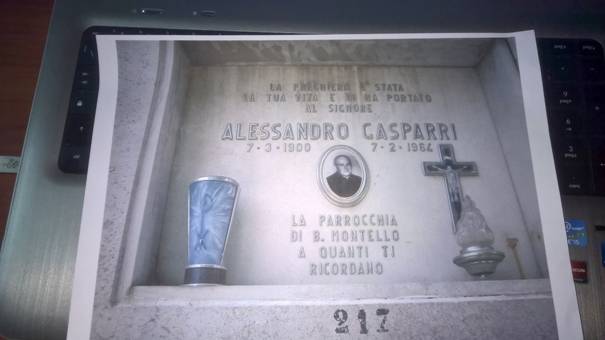 LA PREGHIERA E' STATA
LA TUA VITA E TI HA PORTATO
AL SIGNORE
ALESSANDRO GASPARRI
7-3-1900 7-2-1964
LA PARROCCHIA
DI B. MONTELLO
A QUANTI TI
RICORDANO
217